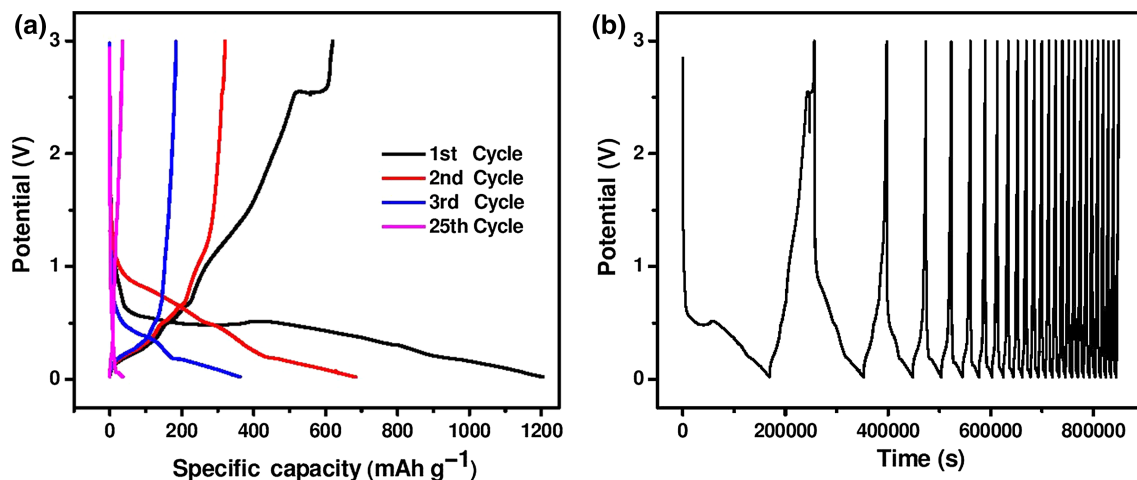 (a)
3
2
1
0
Potential (V)
1st Cycle
2nd Cycle
3rd Cycle
25th Cycle
0 200 400 600 800 1000 1200
Specific capacity (mAh g⁻¹)
(b)
3
2
1
0
Potential (V)
0 200000 400000 600000 800000
Time (s)